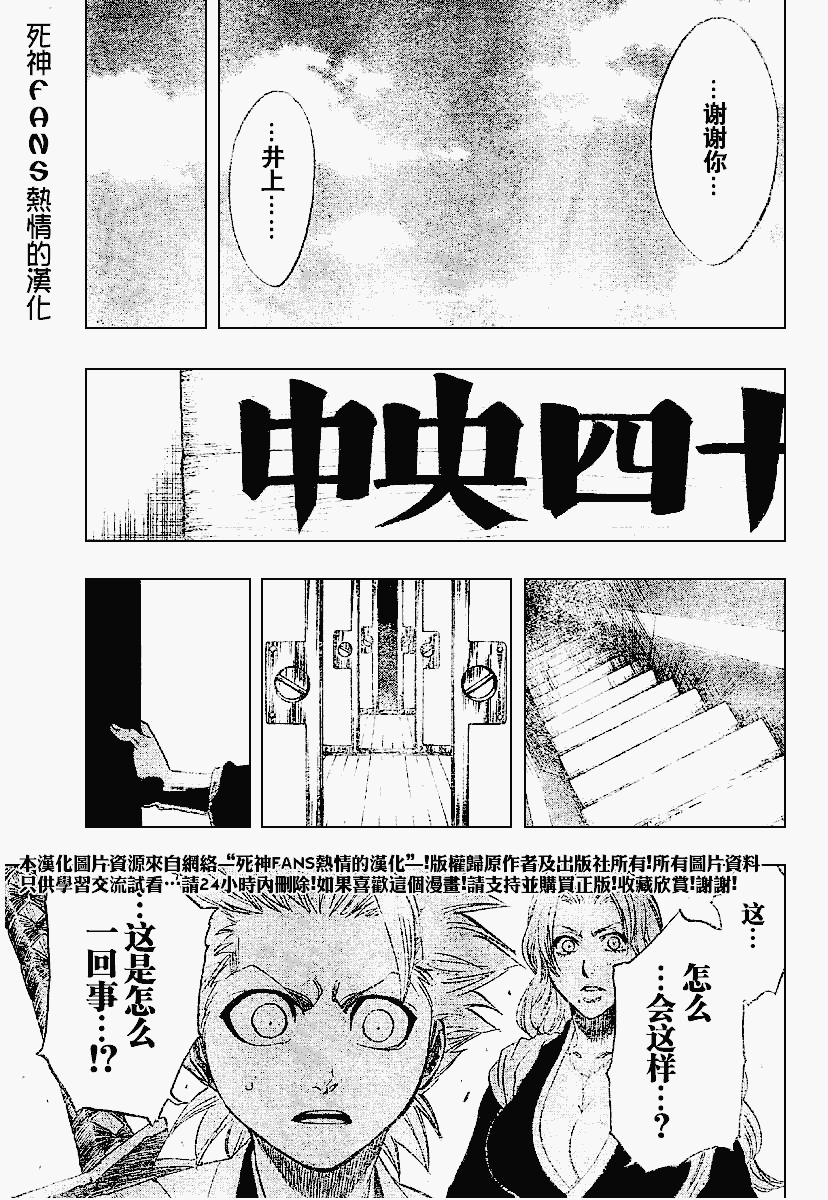 死神FANS熱情的漢化
…谢谢你…
…井上……
中央四十
本漢化圖片資源來自網絡“死神FANS熱情的漢化”!版權歸原作者及出版社所有!所有圖片資料
只供學習交流試看…請24小時內刪除!如果喜歡這個漫畫!請支持並購買正版!收藏欣賞!謝謝!
这…
怎么
…会这样…?
…这是怎么
一回事…!?